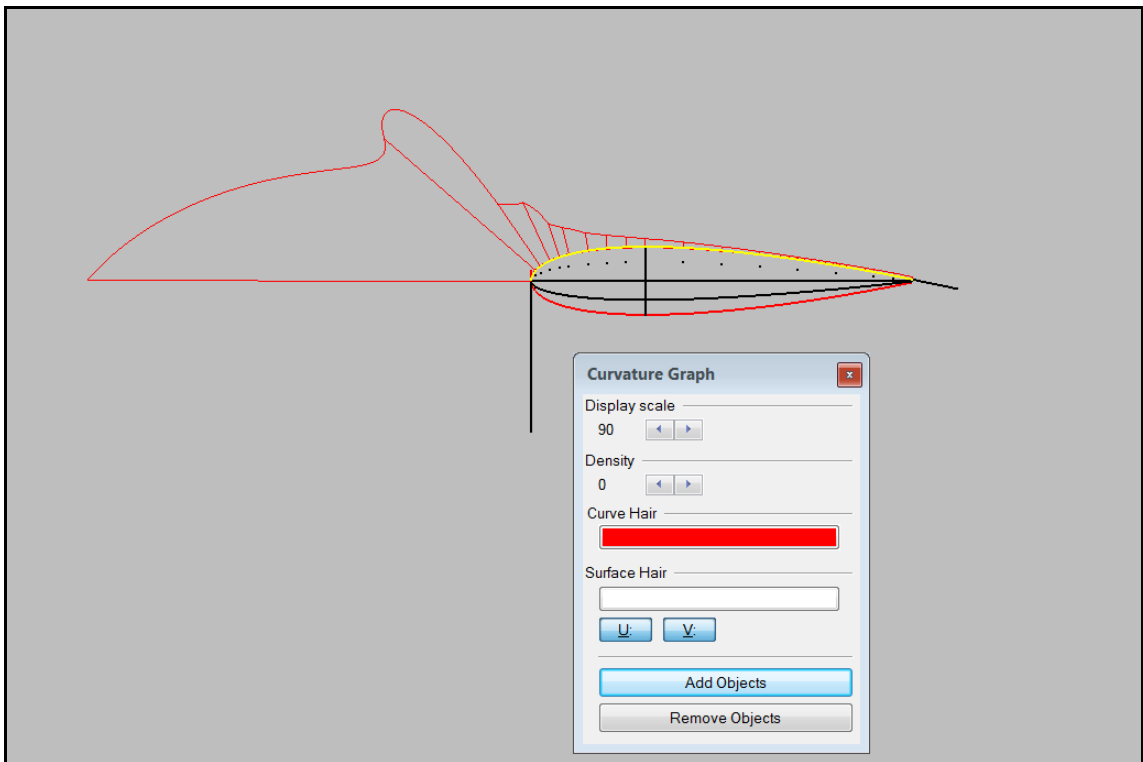 Curvature Graph
x
Display scale
90
Density
0
Curve Hair
Surface Hair
U: V:
Add Objects
Remove Objects